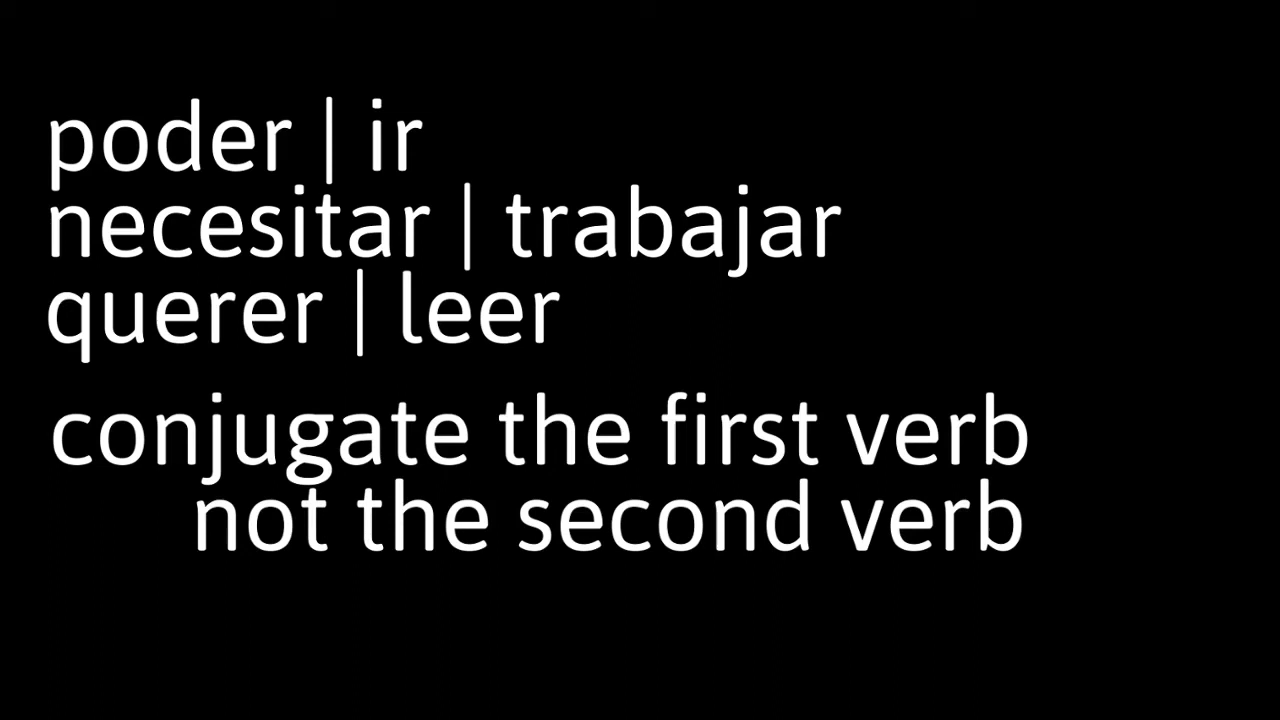 poder | ir
necesitar | trabajar
querer | leer
conjugate the first verb
not the second verb